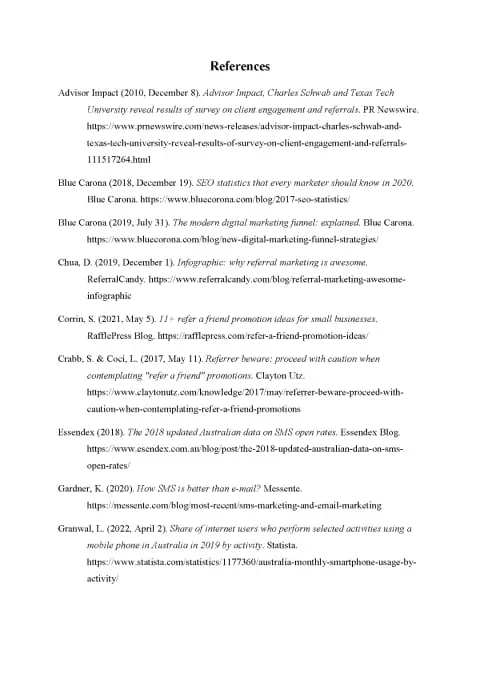 References
Advisor Impact (2010, December 8). Advisor Impact, Charles Schwab and Texas Tech
University reveal results of survey on client engagement and referrals. PR Newswire.
https://www.prnewswire.com/news-releases/advisor-impact-charles-schwab-and-
texas-tech-university-reveal-results-of-survey-on-client-engagement-and-referrals-
111517264.html
Blue Carona (2018, December 19). SEO statistics that every marketer should know in 2020.
Blue Carona. https://www.bluecorona.com/blog/2017-seo-statistics/
Blue Carona (2019, July 31). The modern digital marketing funnel: explained. Blue Carona.
https://www.bluecorona.com/blog/new-digital-marketing-funnel-strategies/
Chua, D. (2019, December 1). Infographic: why referral marketing is awesome.
ReferralCandy. https://www.referralcandy.com/blog/referral-marketing-awesome-
infographic
Corrin, S. (2021, May 5). 11+ refer a friend promotion ideas for small businesses.
RafflePress Blog. https://rafflepress.com/refer-a-friend-promotion-ideas/
Crabb, S. & Coci, L. (2017, May 11). Referrer beware: proceed with caution when
contemplating "refer a friend" promotions. Clayton Utz.
https://www.claytonutz.com/knowledge/2017/may/referrer-beware-proceed-with-
caution-when-contemplating-refer-a-friend-promotions
Essendex (2018). The 2018 updated Australian data on SMS open rates. Essendex Blog.
https://www.esendex.com.au/blog/post/the-2018-updated-australian-data-on-sms-
open-rates/
Gardner, K. (2020). How SMS is better than e-mail? Messente.
https://messente.com/blog/most-recent/sms-marketing-and-email-marketing
Granwal, L. (2022, April 2). Share of internet users who perform selected activities using a
mobile phone in Australia in 2019 by activity. Statista.
https://www.statista.com/statistics/1177360/australia-monthly-smartphone-usage-by-
activity/